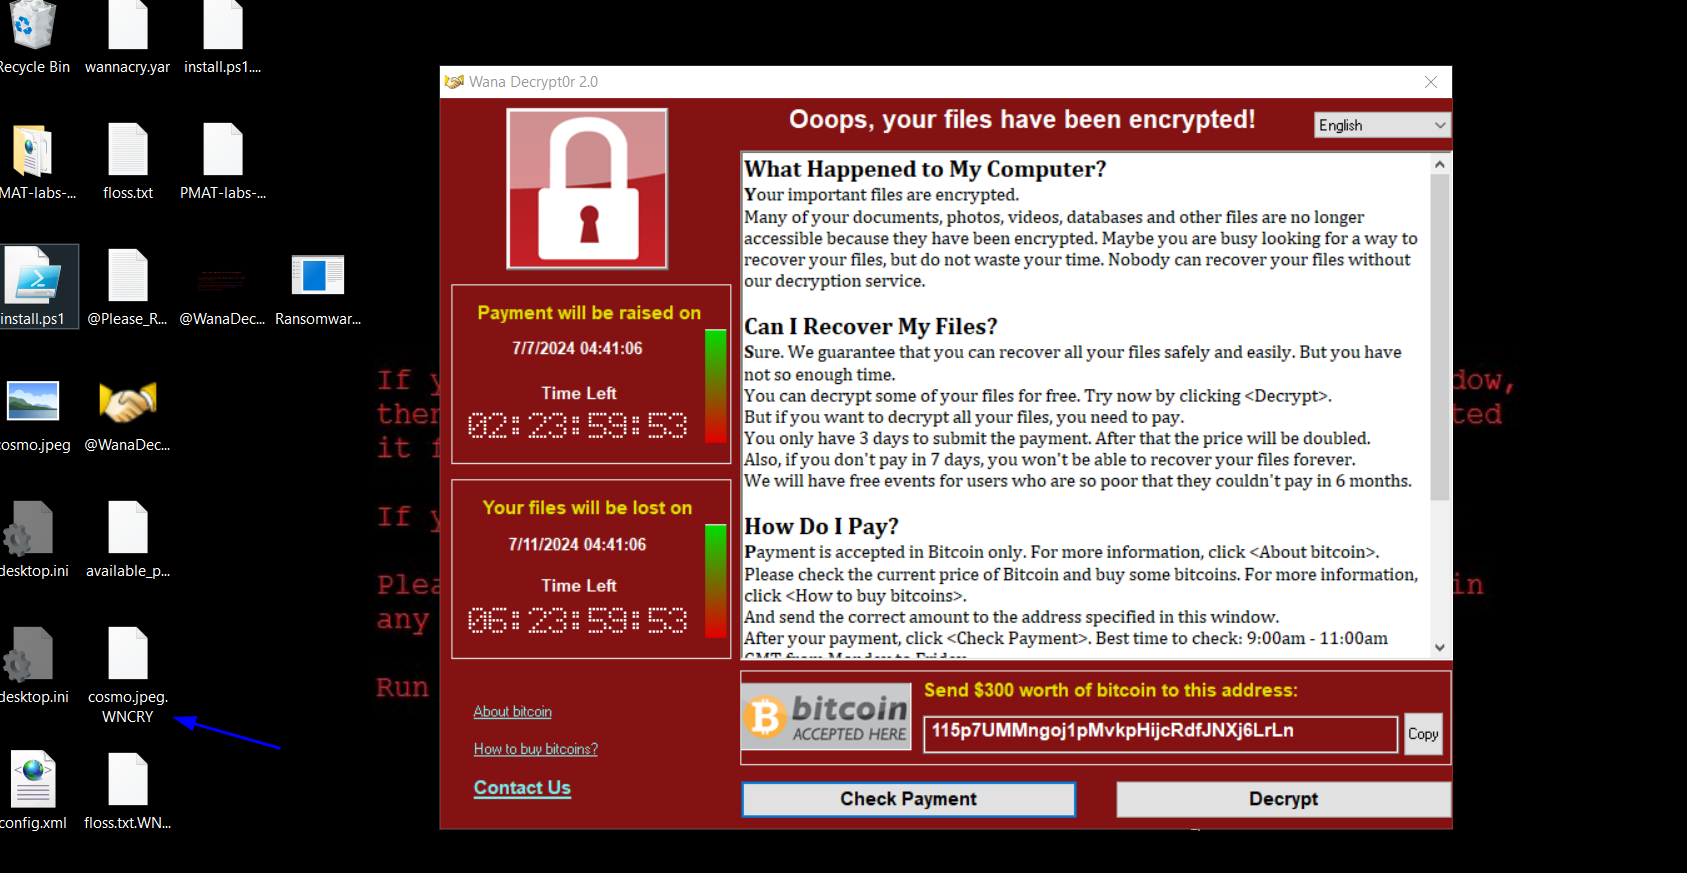 Recycle Bin
wannacry.yar
install.ps1....
MAT-labs-...
floss.txt
PMAT-labs-...
install.ps1
@Please_R...
@WanaDec...
Ransomwar...
cosmo.jpeg
@WanaDec...
desktop.ini
available_p...
desktop.ini
cosmo.jpeg.
WNCRY
config.xml
floss.txt.WN...
If y
then
it f
If y
Plea
any
Run
dow,
ted
in
Wana Decrypt0r 2.0
Ooops, your files have been encrypted!
English
Payment will be raised on
7/7/2024 04:41:06
Time Left
02:23:59:53
Your files will be lost on
7/11/2024 04:41:06
Time Left
06:23:59:53
About bitcoin
How to buy bitcoins?
Contact Us
What Happened to My Computer?
Your important files are encrypted.
Many of your documents, photos, videos, databases and other files are no longer
accessible because they have been encrypted. Maybe you are busy looking for a way to
recover your files, but do not waste your time. Nobody can recover your files without
our decryption service.
Can I Recover My Files?
Sure. We guarantee that you can recover all your files safely and easily. But you have
not so enough time.
You can decrypt some of your files for free. Try now by clicking <Decrypt>.
But if you want to decrypt all your files, you need to pay.
You only have 3 days to submit the payment. After that the price will be doubled.
Also, if you don't pay in 7 days, you won't be able to recover your files forever.
We will have free events for users who are so poor that they couldn't pay in 6 months.
How Do I Pay?
Payment is accepted in Bitcoin only. For more information, click <About bitcoin>.
Please check the current price of Bitcoin and buy some bitcoins. For more information,
click <How to buy bitcoins>.
And send the correct amount to the address specified in this window.
After your payment, click <Check Payment>. Best time to check: 9:00am - 11:00am
GMT from Monday to Friday.
bitcoin
ACCEPTED HERE
Send $300 worth of bitcoin to this address:
115p7UMMngoj1pMvkpHijcRdfJNXj6LrLn
Copy
Check Payment
Decrypt